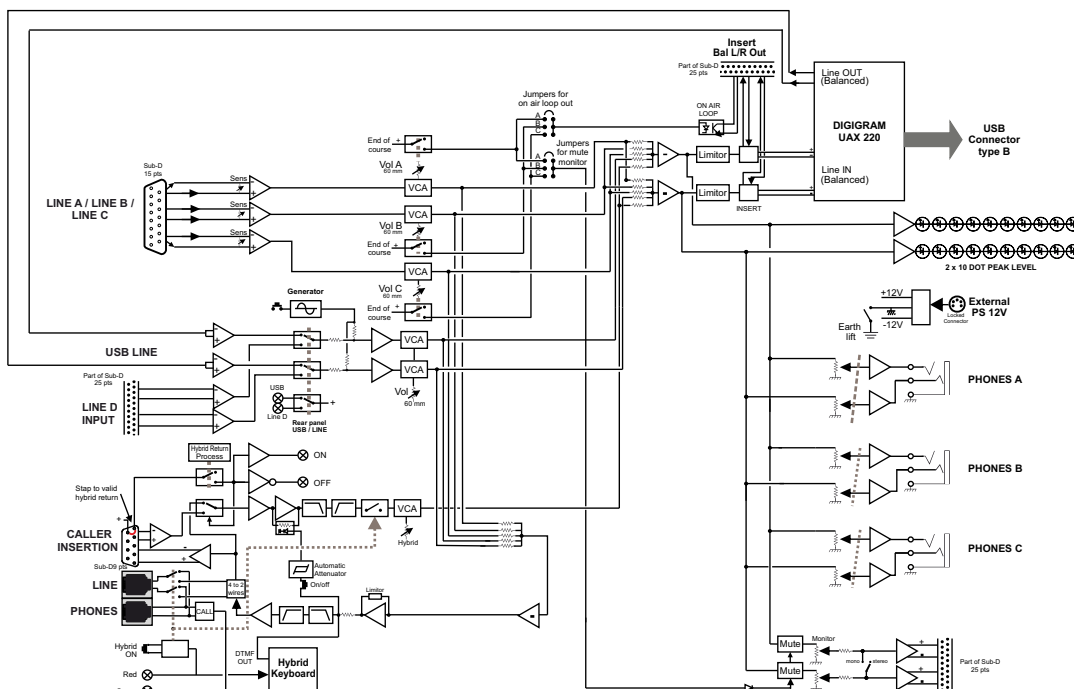 Insert
Bal L/R Out
Part of Sub-D
25 pts
Line OUT
(Balanced)
DIGIGRAM
UAX 220
Line IN
(Balanced)
USB
Connector
type B
Jumpers for
on air loop out
A
B
C
ON AIR
LOOP
Jumpers
for mute
monitor
A
B
C
End of
course
+
Vol A
60 mm
Limitor
Limitor
INSERT
Sub-D
15 pts
Sens
Sens
Sens
LINE A / LINE B /
LINE C
VCA
VCA
Vol B
60 mm
End of
course
+
VCA
Vol C
60 mm
End of
course
+
2 x 10 DOT PEAK LEVEL
+12V
-12V
Earth
lift
Locked
Connector
External
PS 12V
Generator
USB LINE
VCA
VCA
Vol
60 mm
Part of Sub-D
25 pts
LINE D
INPUT
USB
Line D
+
Rear panel
USB / LINE
PHONES A
PHONES B
PHONES C
Hybrid Return
Process
ON
OFF
Stap to valid
hybrid return
+
CALLER
INSERTION
Sub-D9 pts
VCA
Hybrid
Automatic
Attenuator
On/off
LINE
PHONES
4 to 2
wires
CALL
Limitor
Hybrid
ON
DTMF
OUT
Hybrid
Keyboard
Red
Mute
Mute
Monitor
mono
stereo
Part of Sub-D
25 pts